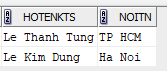 HOTENKTS NOITN
Le Thanh Tung TP HCM
Le Kim Dung Ha Noi